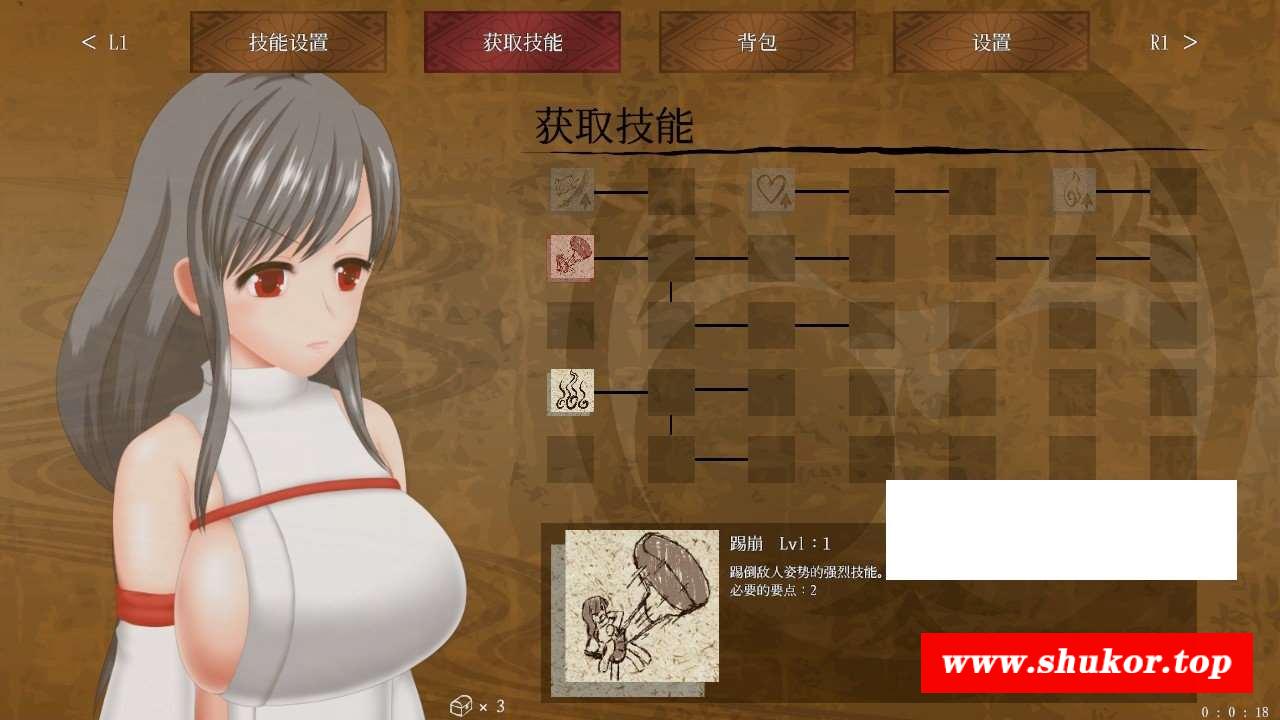 < L1 技能设置 获取技能 背包 设置 R1 >
获取技能
踢崩 Lvl：1
踢倒敌人姿势的强烈技能。
必要的要点：2
www.shukor.top
× 3
0 : 0 : 18